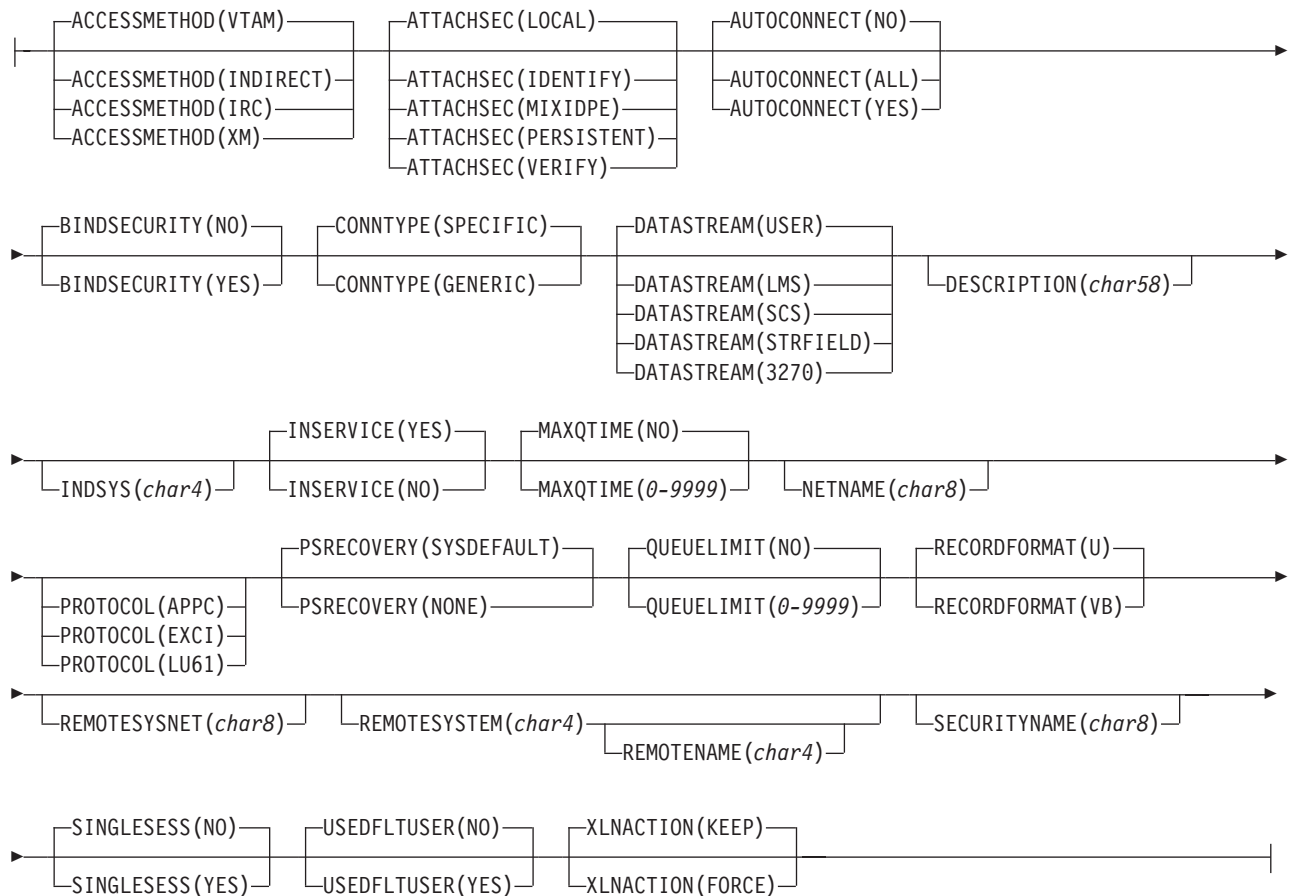 ACCESSMETHOD(VTAM) ATTACHSEC(LOCAL) AUTOCONNECT(NO)
ACCESSMETHOD(INDIRECT) ATTACHSEC(IDENTIFY) AUTOCONNECT(ALL)
ACCESSMETHOD(IRC) ATTACHSEC(MIXIDPE) AUTOCONNECT(YES)
ACCESSMETHOD(XM) ATTACHSEC(PERSISTENT)
ATTACHSEC(VERIFY)
BINDSECURITY(NO) CONNTYPE(SPECIFIC) DATASTREAM(USER)
BINDSECURITY(YES) CONNTYPE(GENERIC) DATASTREAM(LMS) DESCRIPTION(char58)
DATASTREAM(SCS)
DATASTREAM(STRFIELD)
DATASTREAM(3270)
INSERVICE(YES) MAXQTIME(NO)
INDSYS(char4) INSERVICE(NO) MAXQTIME(0-9999) NETNAME(char8)
PSRECOVERY(SYSDEFAULT) QUEUELIMIT(NO) RECORDFORMAT(U)
PROTOCOL(APPC) PSRECOVERY(NONE) QUEUELIMIT(0-9999) RECORDFORMAT(VB)
PROTOCOL(EXCI)
PROTOCOL(LU61)
REMOTESYSNET(char8) REMOTESYSTEM(char4) SECURITYNAME(char8)
REMOTENAME(char4)
SINGLESESS(NO) USEDFLTUSER(NO) XLNACTION(KEEP)
SINGLESESS(YES) USEDFLTUSER(YES) XLNACTION(FORCE)